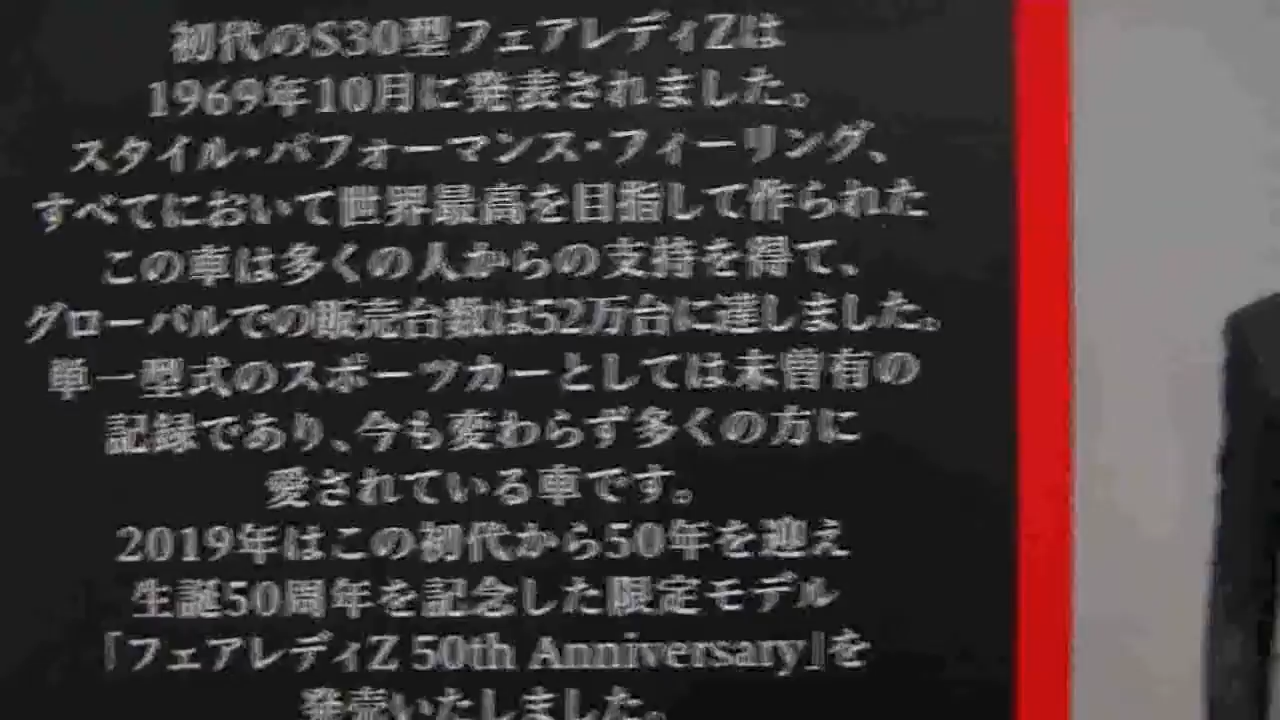 初代のS30型フェアレディZは
1969年10月に発表されました。
スタイル・パフォーマンス・フィーリング、
すべてにおいて世界最高を目指して作られた
この車は多くの人からの支持を得て、
グローバルでの販売台数は52万台に達しました。
単一型式のスポーツカーとしては未曽有の
記録であり、今も変わらず多くの方に
愛されている車です。
2019年はこの初代から50年を迎え
生誕50周年を記念した限定モデル
『フェアレディZ 50th Anniversary』を
発売いたしました。